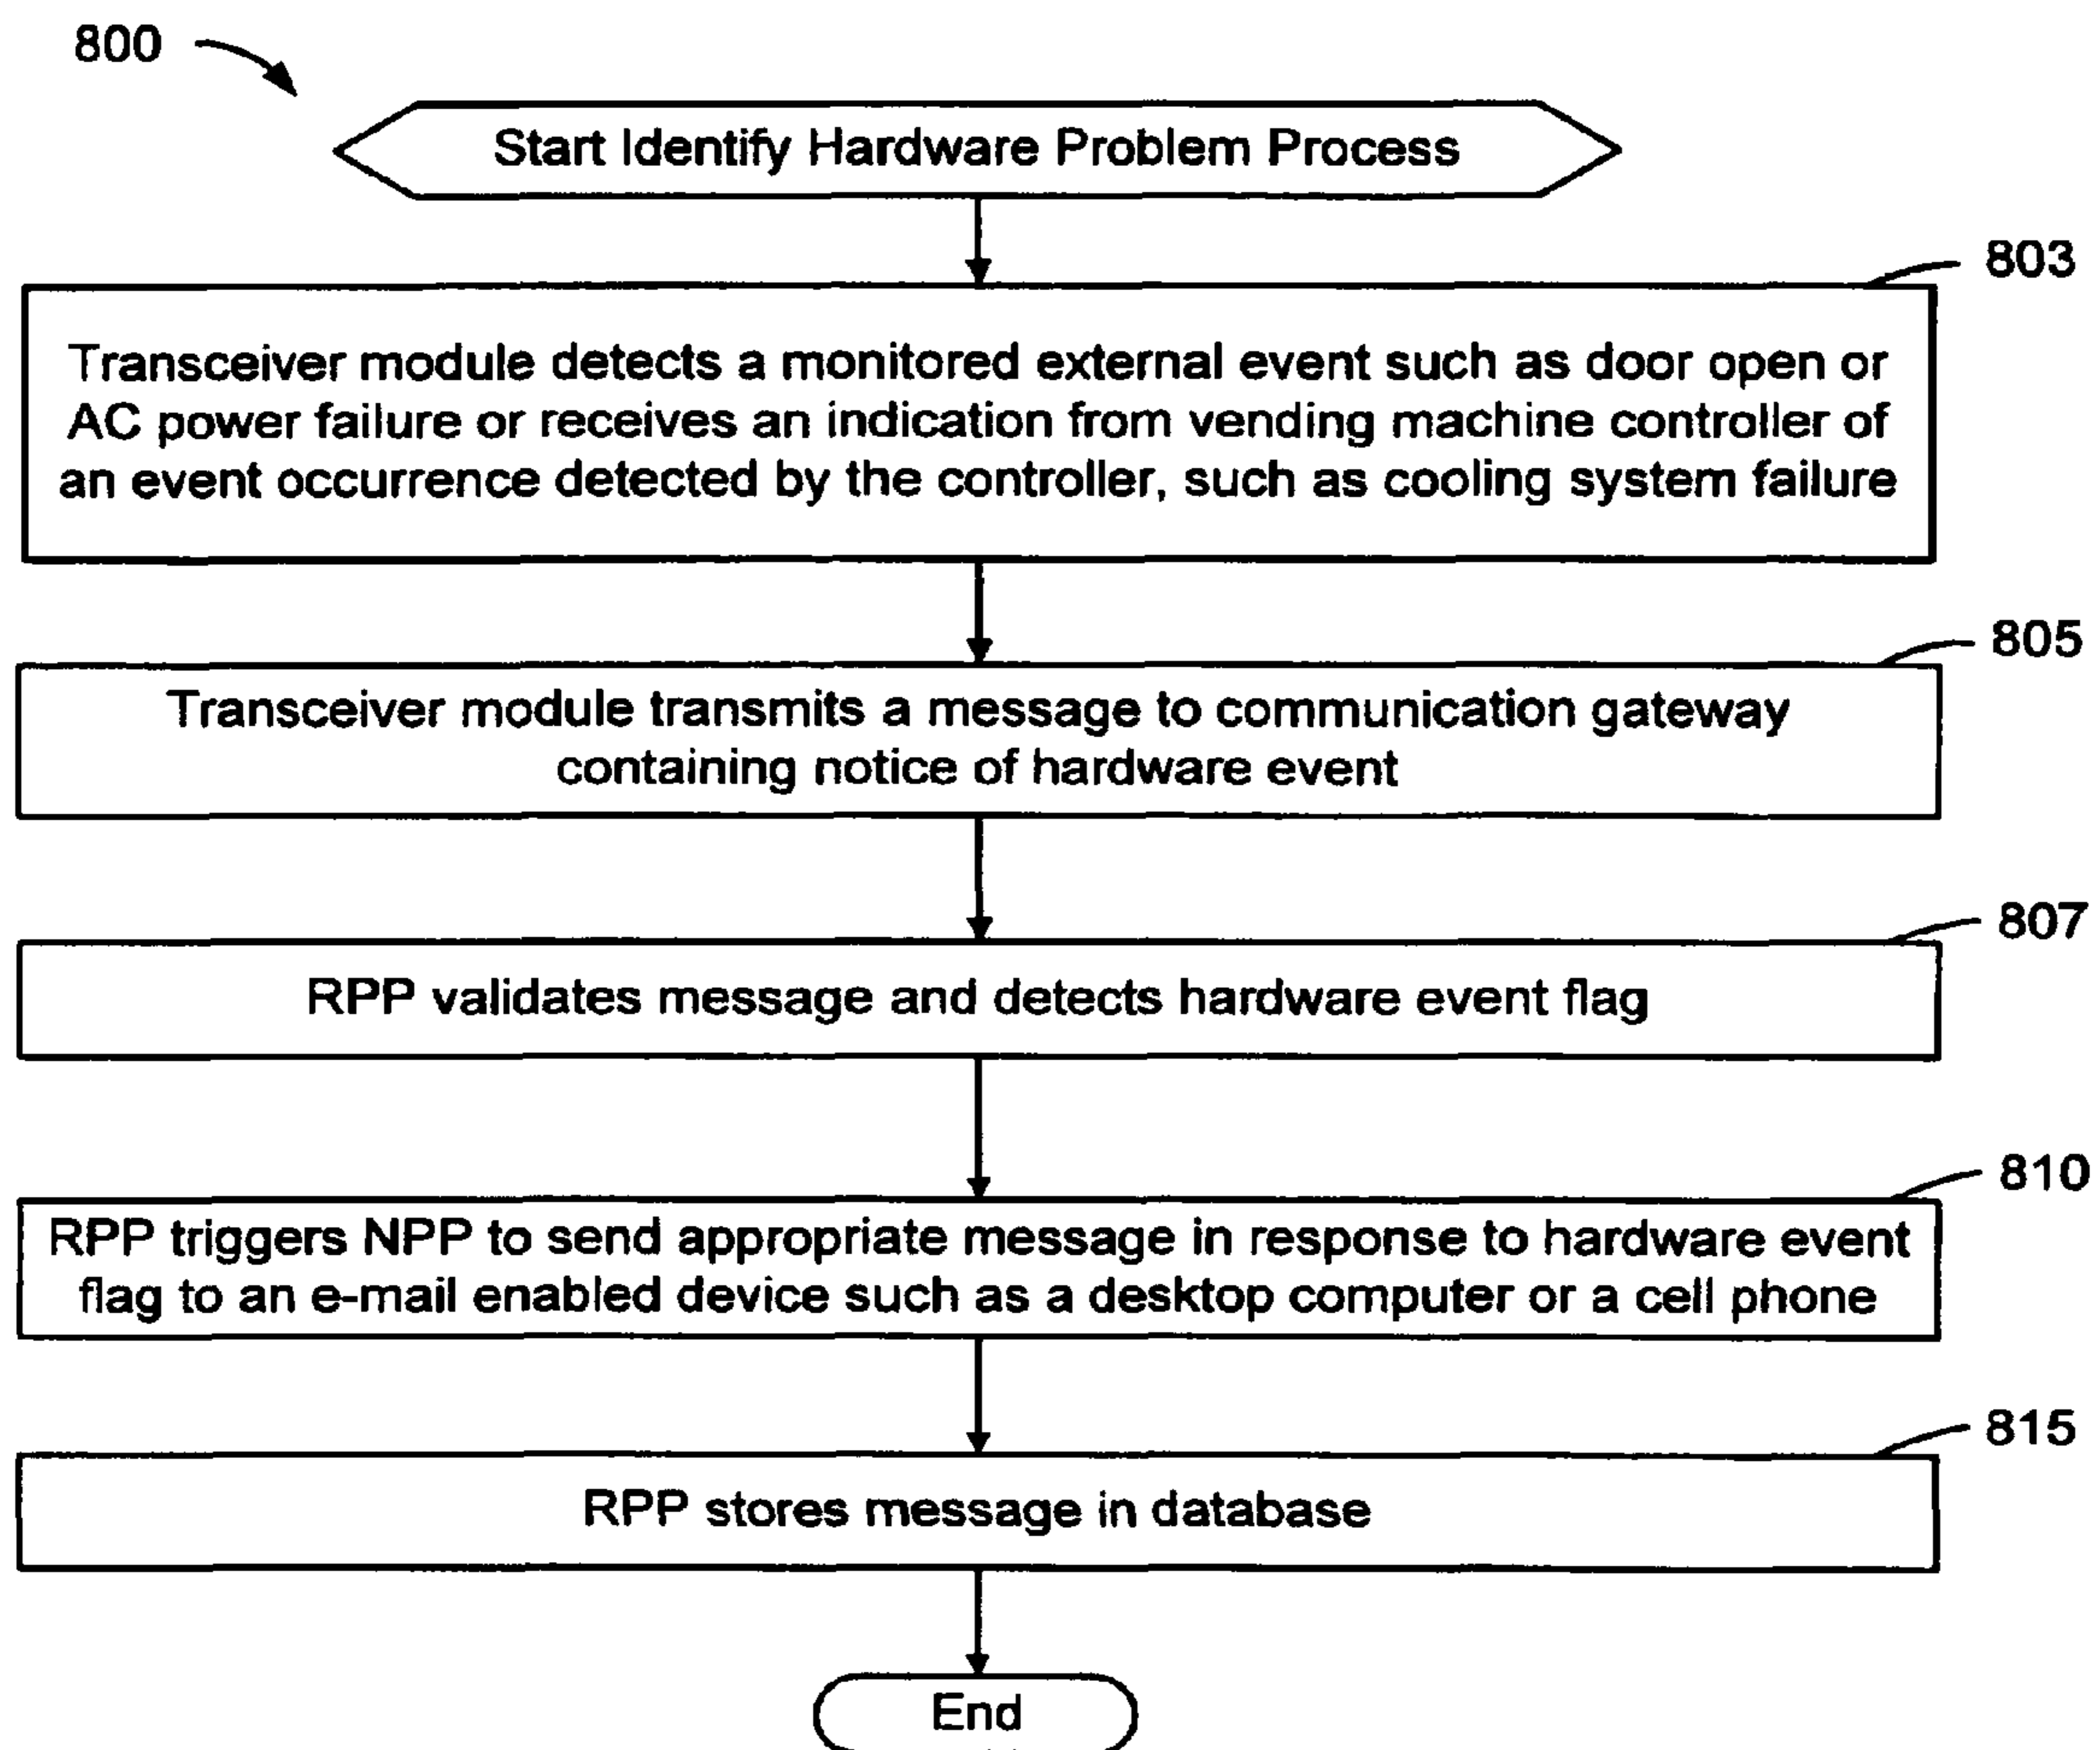 800
Start Identify Hardware Problem Process
803
Transceiver module detects a monitored external event such as door open or
AC power failure or receives an indication from vending machine controller of
an event occurrence detected by the controller, such as cooling system failure
805
Transceiver module transmits a message to communication gateway
containing notice of hardware event
807
RPP validates message and detects hardware event flag
810
RPP triggers NPP to send appropriate message in response to hardware event
flag to an e-mail enabled device such as a desktop computer or a cell phone
815
RPP stores message in database
End